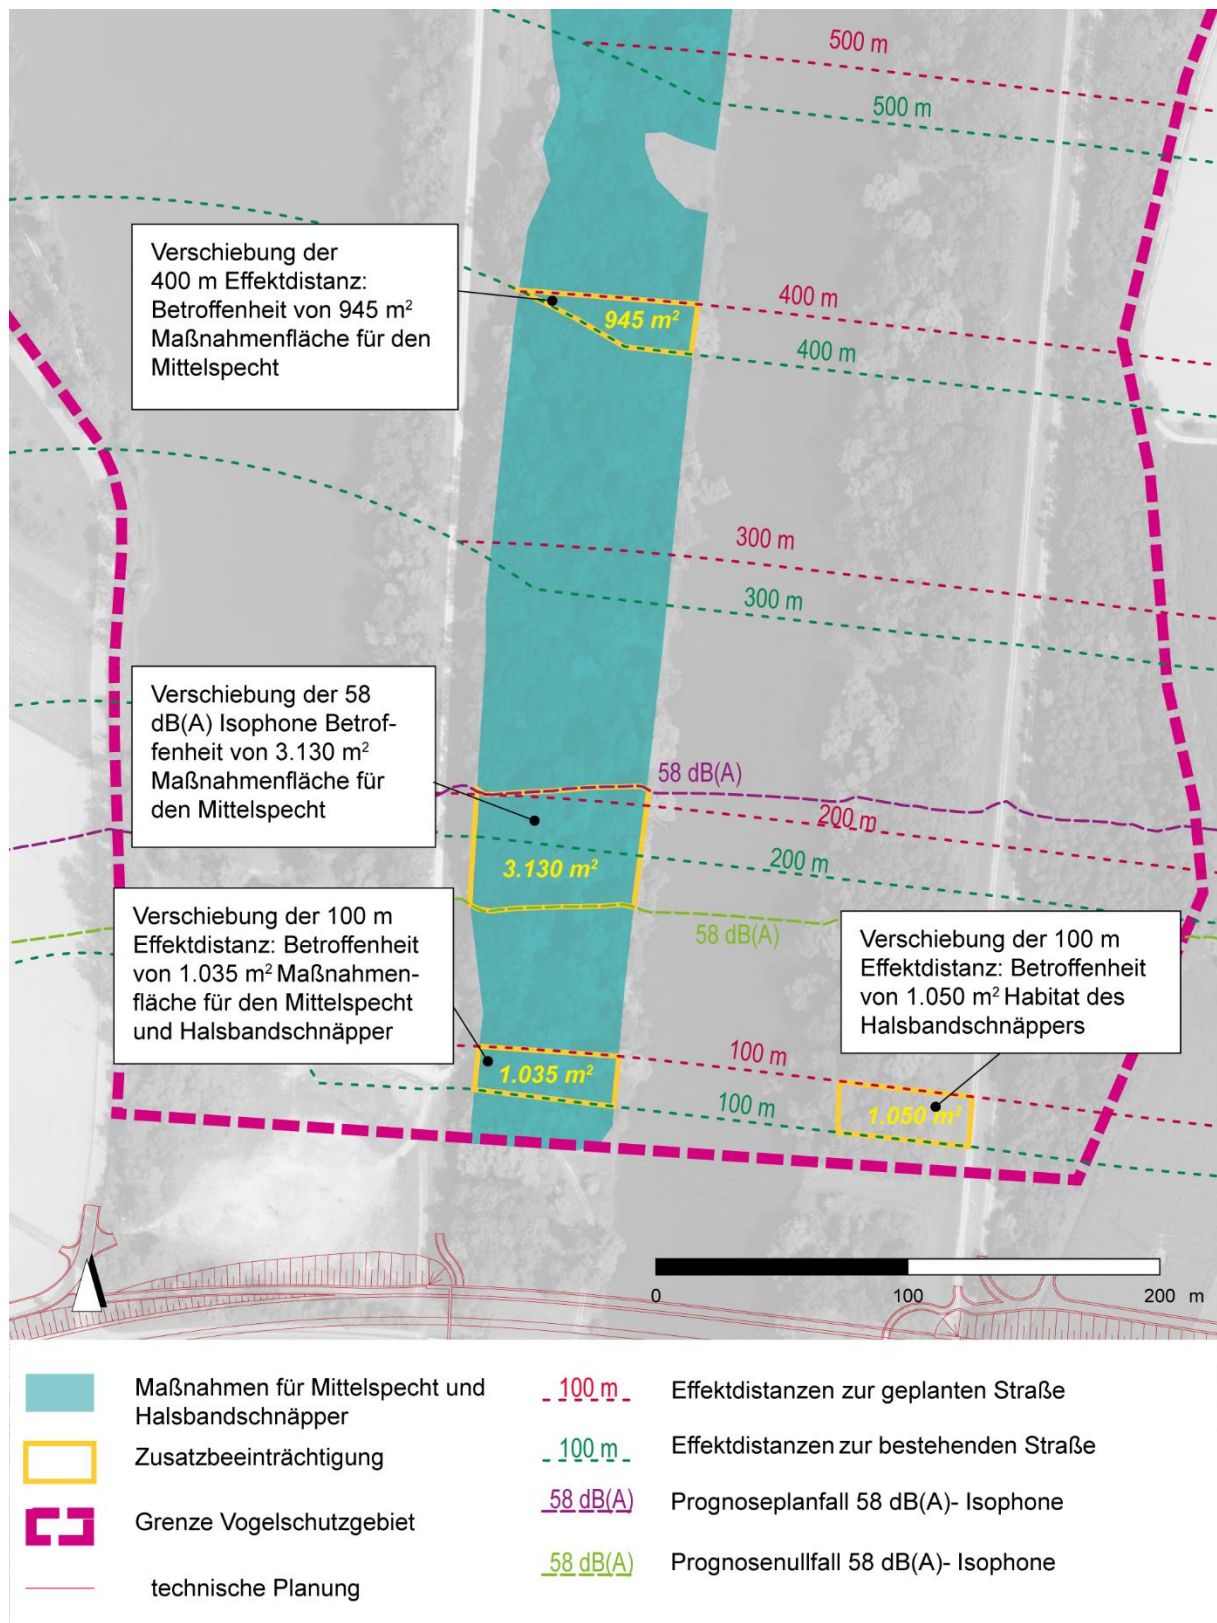 500 m
500 m
Verschiebung der
400 m Effektdistanz:
Betroffenheit von 945 m²
Maßnahmenfläche für den
Mittelspecht
400 m
945 m²
400 m
300 m
300 m
Verschiebung der 58
dB(A) Isophone Betrof-
fenheit von 3.130 m²
Maßnahmenfläche für
den Mittelspecht
58 dB(A)
200 m
200 m
3.130 m²
58 dB(A)
Verschiebung der 100 m
Effektdistanz: Betroffenheit
von 1.035 m² Maßnahmen-
fläche für den Mittelspecht
und Halsbandschnäpper
Verschiebung der 100 m
Effektdistanz: Betroffenheit
von 1.050 m² Habitat des
Halsbandschnäppers
100 m
1.035 m²
100 m
1.050 m²
0 100 200 m
Maßnahmen für Mittelspecht und
Halsbandschnäpper
Zusatzbeeinträchtigung
Grenze Vogelschutzgebiet
technische Planung
100 m Effektdistanzen zur geplanten Straße
100 m Effektdistanzen zur bestehenden Straße
58 dB(A) Prognoseplanfall 58 dB(A)- Isophone
58 dB(A) Prognosenullfall 58 dB(A)- Isophone